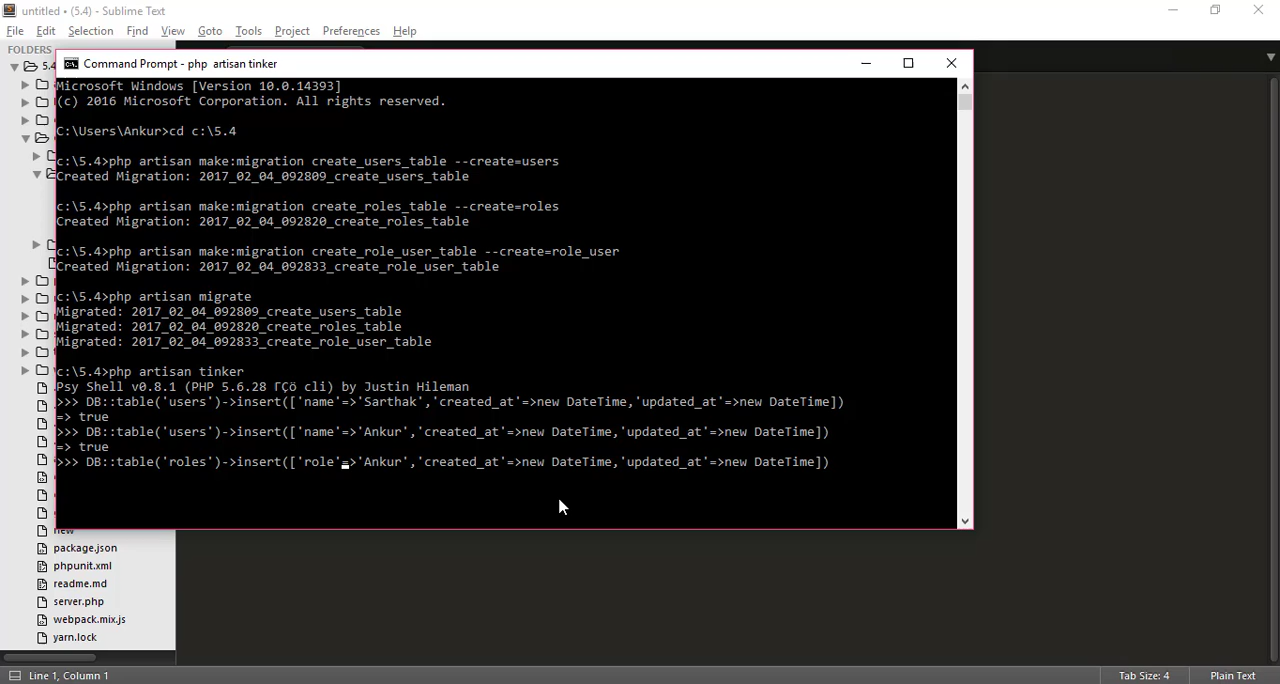 untitled • (5.4) - Sublime Text
File Edit Selection Find View Goto Tools Project Preferences Help
FOLDERS
Command Prompt - php  artisan tinker
Microsoft Windows [Version 10.0.14393]
(c) 2016 Microsoft Corporation. All rights reserved.
C:\Users\Ankur>cd c:\5.4
c:\5.4>php artisan make:migration create_users_table --create=users
Created Migration: 2017_02_04_092809_create_users_table
c:\5.4>php artisan make:migration create_roles_table --create=roles
Created Migration: 2017_02_04_092820_create_roles_table
c:\5.4>php artisan make:migration create_role_user_table --create=role_user
Created Migration: 2017_02_04_092833_create_role_user_table
c:\5.4>php artisan migrate
Migrated: 2017_02_04_092809_create_users_table
Migrated: 2017_02_04_092820_create_roles_table
Migrated: 2017_02_04_092833_create_role_user_table
c:\5.4>php artisan tinker
Psy Shell v0.8.1 (PHP 5.6.28 ΓÇö cli) by Justin Hileman
>>> DB::table('users')->insert(['name'=>'Sarthak','created_at'=>new DateTime,'updated_at'=>new DateTime])
=> true
>>> DB::table('users')->insert(['name'=>'Ankur','created_at'=>new DateTime,'updated_at'=>new DateTime])
=> true
>>> DB::table('roles')->insert(['role'=>'Ankur','created_at'=>new DateTime,'updated_at'=>new DateTime])
package.json
phpunit.xml
readme.md
server.php
webpack.mix.js
yarn.lock
Line 1, Column 1
Tab Size: 4
Plain Text